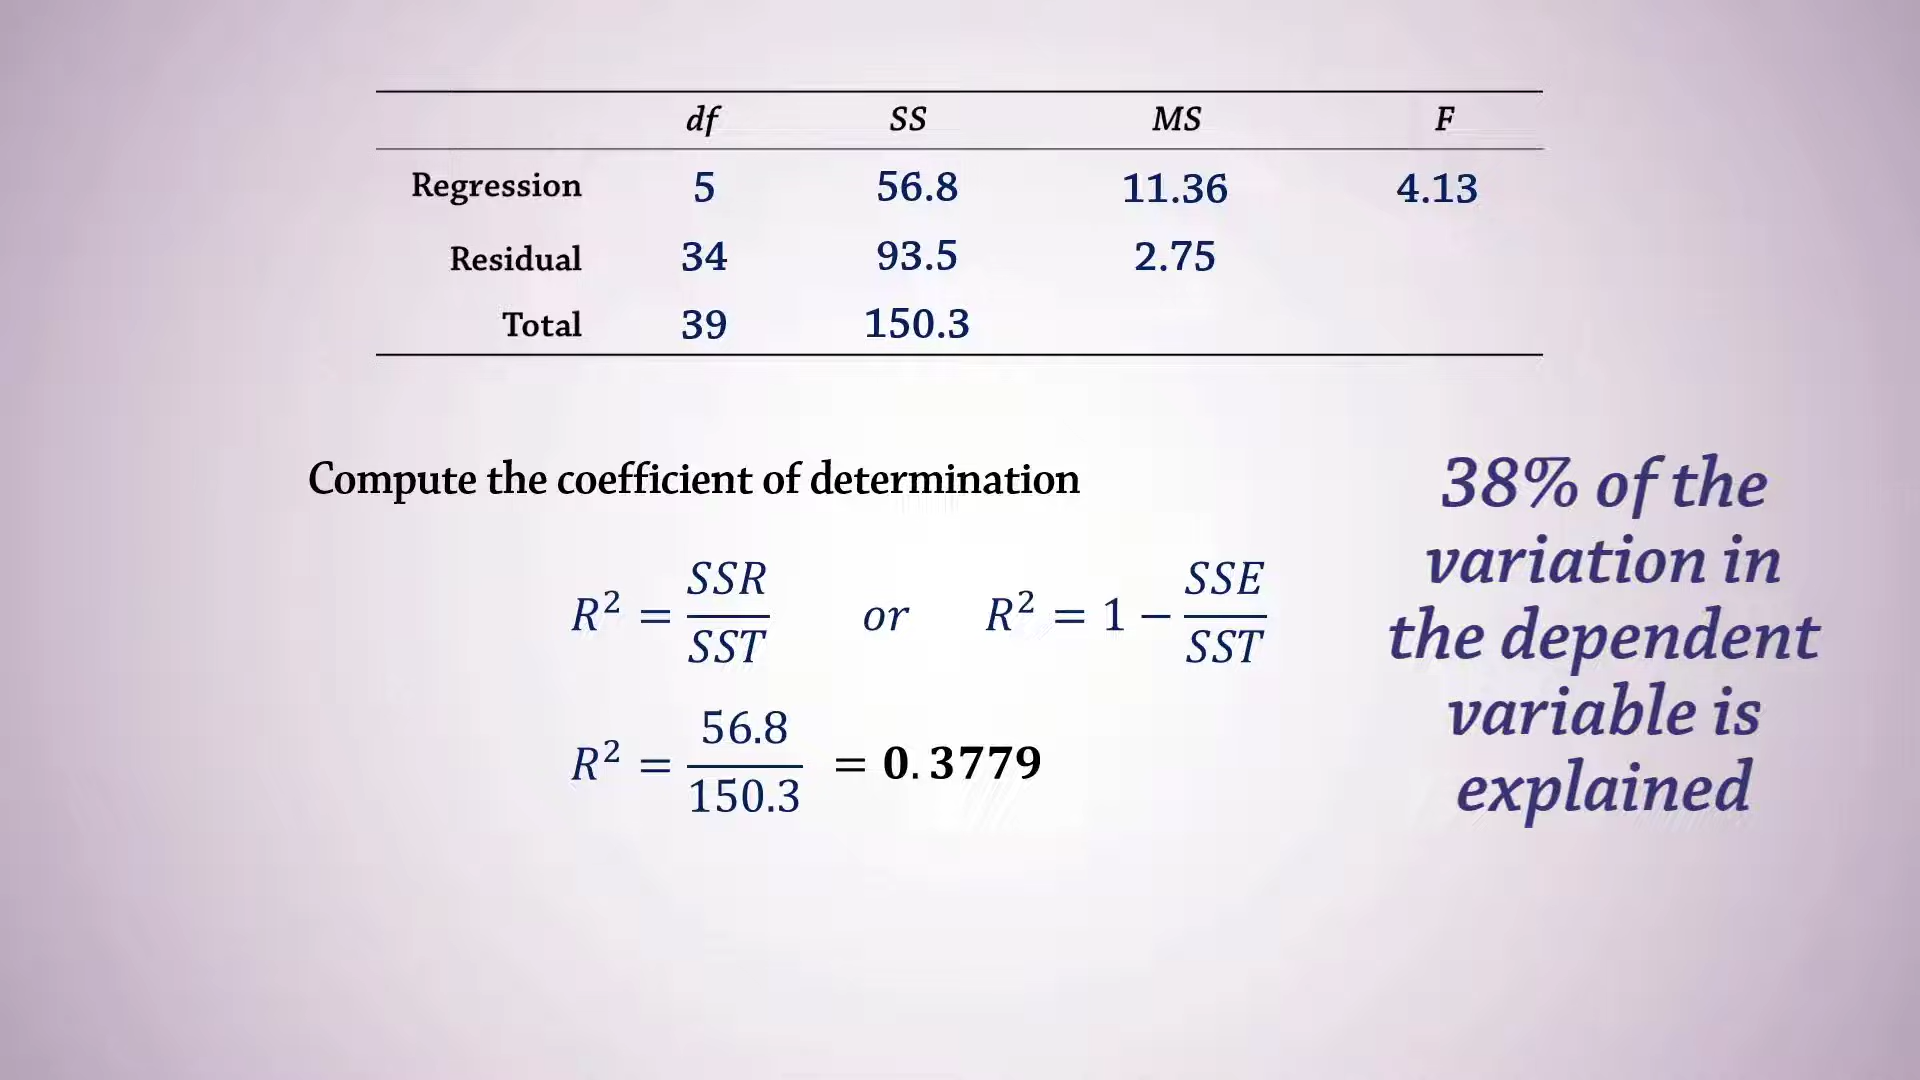 df SS MS F
Regression 5 56.8 11.36 4.13
Residual 34 93.5 2.75
Total 39 150.3
Compute the coefficient of determination
R² = SSR/SST or R² = 1 − SSE/SST
R² = 56.8/150.3 = 0.3779
38% of the
variation in
the dependent
variable is
explained